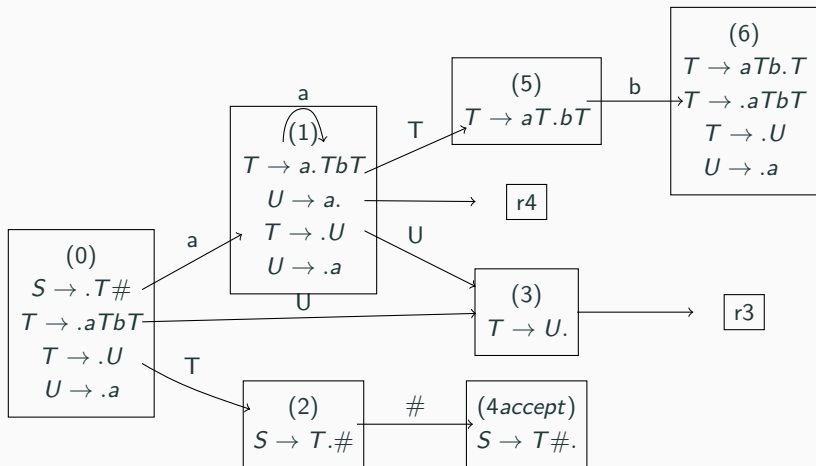 (0)
S → .T#
T → .aTbT
T → .U
U → .a
a
U
T
a
(1)
T → a.TbT
U → a.
T → .U
U → .a
T
U
(2)
S → T.#
#
(4accept)
S → T#.
(5)
T → aT.bT
b
r4
(3)
T → U.
r3
(6)
T → aTb.T
T → .aTbT
T → .U
U → .a